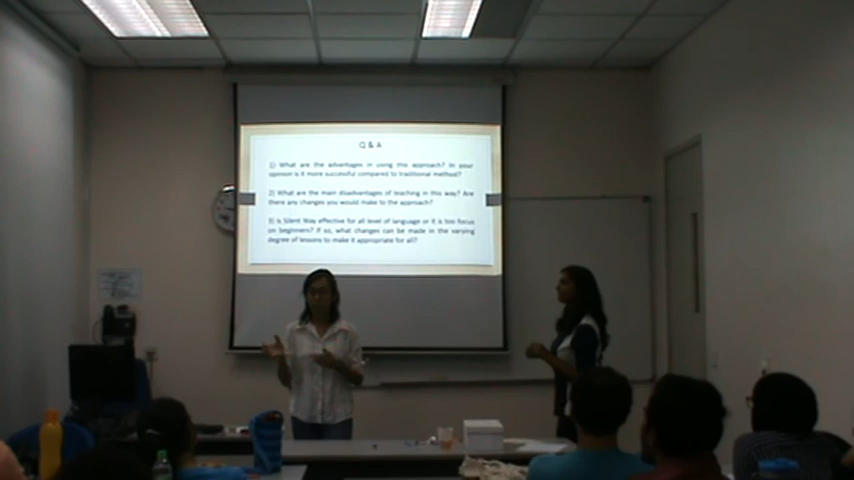 Q & A
1) What are the advantages in using this approach? In your
opinion is it more successful compared to traditional method?
2) What are the main disadvantages of teaching in this way? Are
there any changes you would make to the approach?
3) Is Silent Way effective for all level of language or it is too focus
on beginners? If so, what changes can be made in the varying
degree of lessons to make it appropriate for all?